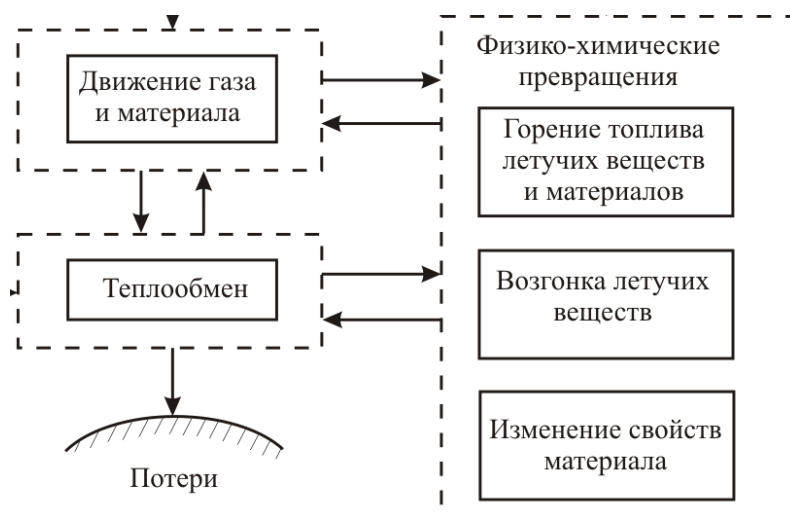 Движение газа
и материала
Теплообмен
Потери
Физико-химические
превращения
Горение топлива
летучих веществ
и материалов
Возгонка летучих
веществ
Изменение свойств
материала